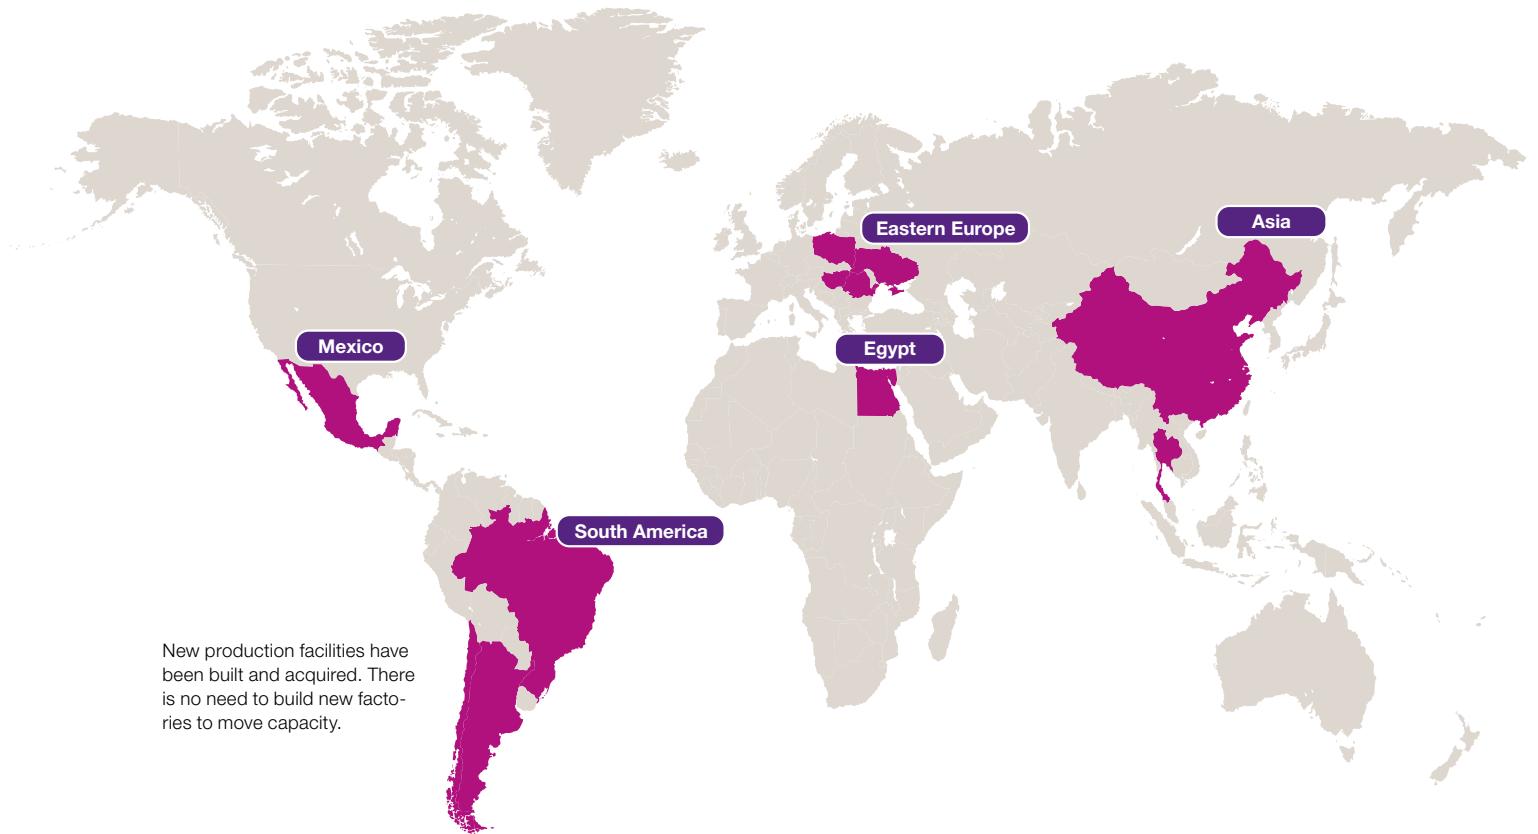 Eastern Europe
Asia
Mexico
Egypt
South America
New production facilities have
been built and acquired. There
is no need to build new facto-
ries to move capacity.